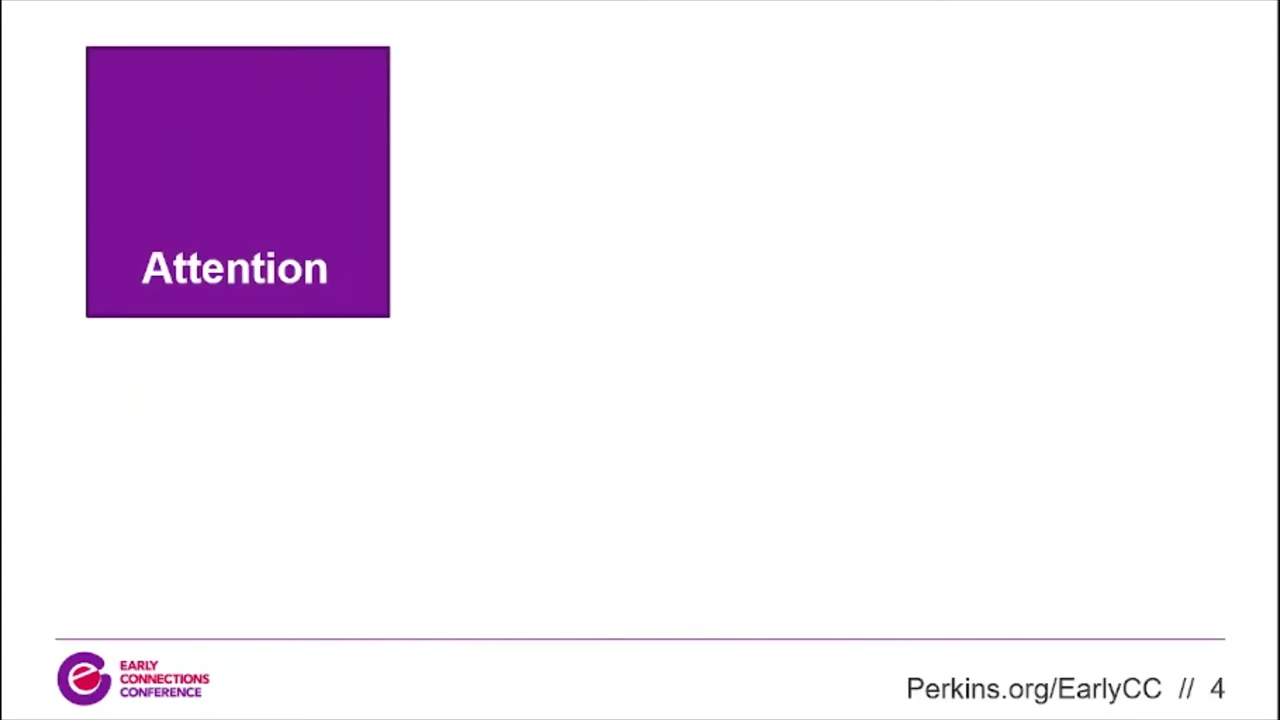 Attention
EARLY
CONNECTIONS
CONFERENCE
Perkins.org/EarlyCC // 4